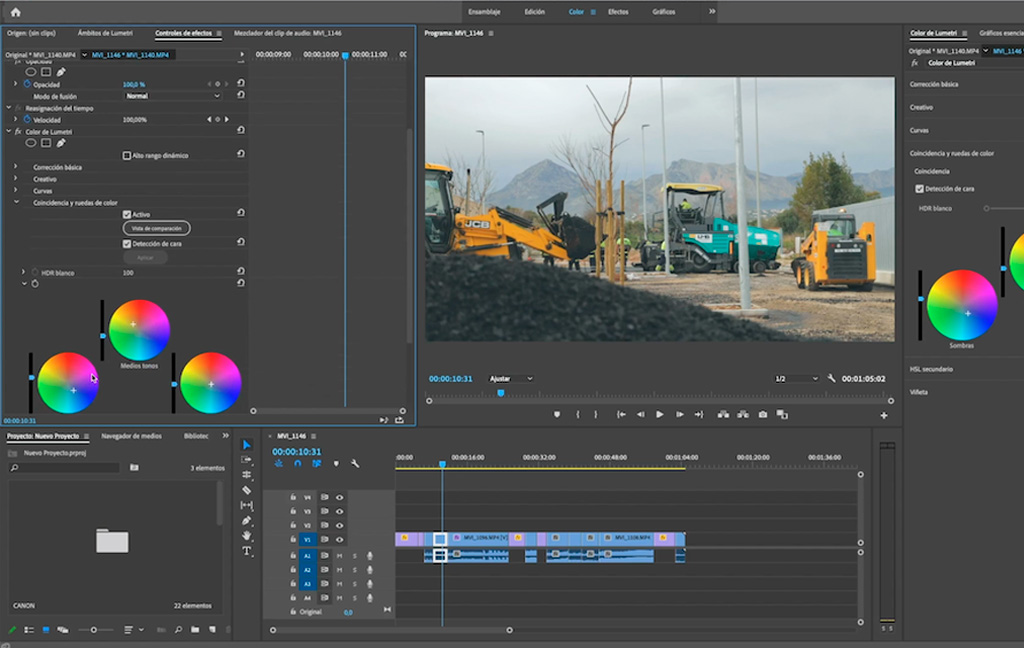 Ensamblaje Edición Color Efectos Gráficos
Origen: (sin clips) Ámbitos de Lumetri Controles de efectos Mezclador del clip de audio: MVI_1146
Original * MVI_1140.MP4 MVI_1146 * MVI_1140.MP4
00:00:09:00 00:00:10:00 00:00:11:00 00
Opacidad
Opacidad 100,0 %
Modo de fusión Normal
Reasignación del tiempo
Velocidad 100,00%
fx Color de Lumetri
Alto rango dinámico
Corrección básica
Creativo
Curvas
Coincidencia y ruedas de color
Activo
Vista de comparación
Detección de cara
Aplicar
HDR blanco 100
Medios tonos
00:00:10:31
Programa: MVI_1146
JCB
00:00:10:31 Ajustar 1/2 00:01:05:02
Color de Lumetri Gráficos esencia
Original * MVI_1140.MP4 MVI_1146
fx Color de Lumetri
Corrección básica
Creativo
Curvas
Coincidencia y ruedas de color
Coincidencia
Detección de cara
HDR blanco
Sombras
HSL secundario
Viñeta
Proyecto: Nuevo Proyecto Navegador de medios Bibliotec
Nuevo Proyecto.prproj
3 elementos
CANON 22 elementos
MVI_1146
00:00:10:31
:00:00 00:00:16:00 00:00:32:00 00:00:48:00 00:01:04:00 00:01:20:00 00:01:36:00
V4
V3
V2
V1
A1 M S
A2 M S
A3 M S
A4 M S
Original 0,0
S S